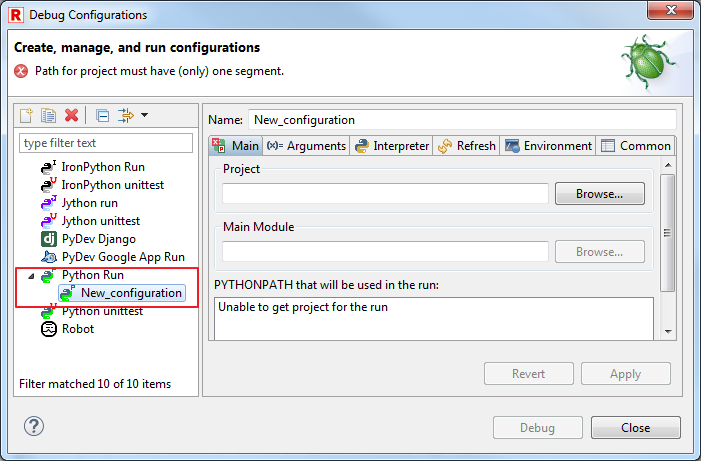 R Debug Configurations
Create, manage, and run configurations
Path for project must have (only) one segment.
type filter text
IronPython Run
IronPython unittest
Jython run
Jython unittest
dj PyDev Django
PyDev Google App Run
Python Run
New_configuration
Python unittest
Robot
Filter matched 10 of 10 items
Name: New_configuration
Main (x)= Arguments Interpreter Refresh Environment Common
Project
Browse...
Main Module
Browse...
PYTHONPATH that will be used in the run:
Unable to get project for the run
Revert Apply
? Debug Close